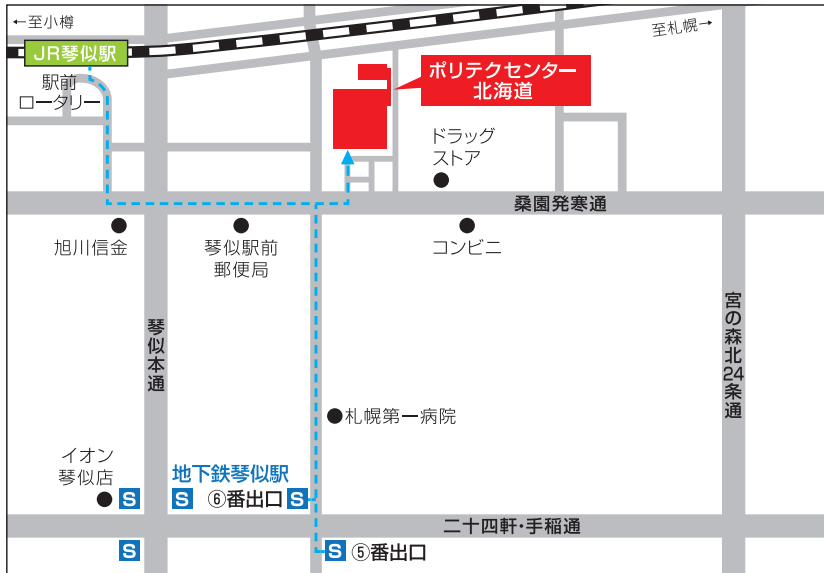 ←至小樽
至札幌→
JR琴似駅
駅前
ロータリー
ポリテクセンター
北海道
ドラッグ
ストア
桑園発寒通
旭川信金
琴似駅前
郵便局
コンビニ
琴似本通
宮の森北24条通
札幌第一病院
イオン
琴似店
地下鉄琴似駅
S
S
⑥番出口
S
二十四軒・手稲通
S
S
⑤番出口